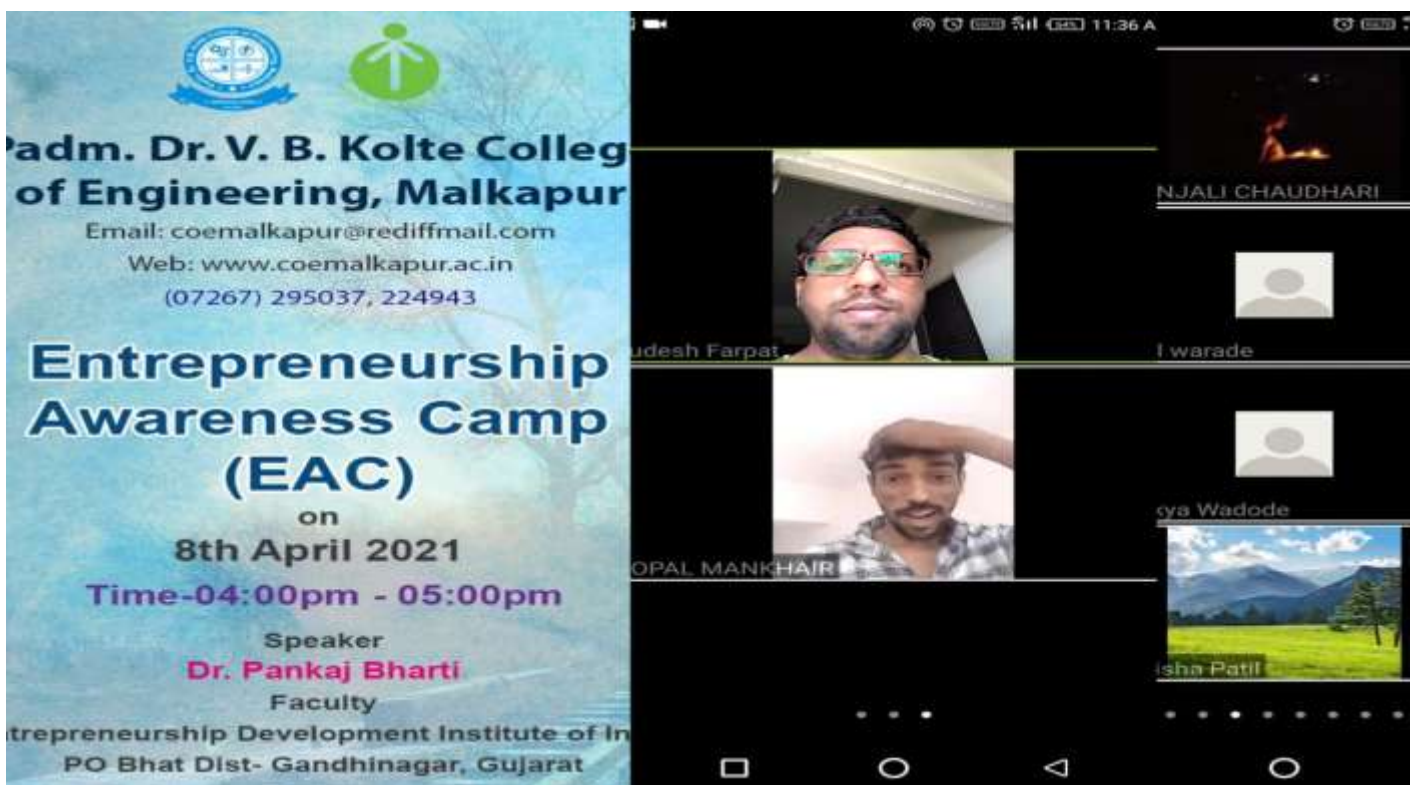 Padm. Dr. V. B. Kolte Colleg
of Engineering, Malkapur
Email: coemalkapur@rediffmail.com
Web: www.coemalkapur.ac.in
(07267) 295037, 224943
Entrepreneurship
Awareness Camp
(EAC)
on
8th April 2021
Time-04:00pm - 05:00pm
Speaker
Dr. Pankaj Bharti
Faculty
trepreneurship Development Institute of In
PO Bhat Dist- Gandhinagar, Gujarat
54% 11:36 A
udesh Farpat
OPAL MANKHAIR
NJALI CHAUDHARI
l warade
ya Wadode
isha Patil